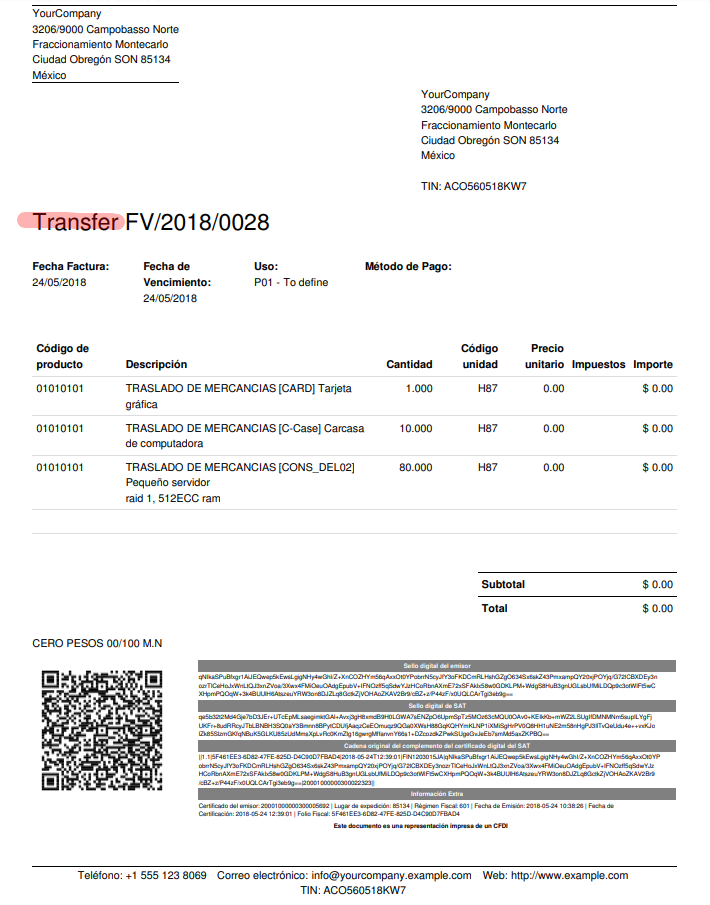 YourCompany
3206/9000 Campobasso Norte
Fraccionamiento Montecarlo
Ciudad Obregón SON 85134
México
YourCompany
3206/9000 Campobasso Norte
Fraccionamiento Montecarlo
Ciudad Obregón SON 85134
México
TIN: ACO560518KW7
Transfer FV/2018/0028
Fecha Factura: Fecha de Uso: Método de Pago:
24/05/2018 Vencimiento: P01 - To define
24/05/2018
Código de Código Precio
producto Descripción Cantidad unidad unitario Impuestos Importe
01010101 TRASLADO DE MERCANCIAS [CARD] Tarjeta 1.000 H87 0.00 $ 0.00
gráfica
01010101 TRASLADO DE MERCANCIAS [C-Case] Carcasa 10.000 H87 0.00 $ 0.00
de computadora
01010101 TRASLADO DE MERCANCIAS [CONS_DEL02] 80.000 H87 0.00 $ 0.00
Pequeño servidor
raid 1, 512ECC ram
Subtotal $ 0.00
Total $ 0.00
CERO PESOS 00/100 M.N
Sello digital del emisor
Sello digital de SAT
Cadena original del complemento del certificado digital del SAT
Información Extra
Certificado del emisor: 20001000000300005692 | Lugar de expedición: 85134 | Régimen Fiscal: 601 | Fecha de Emisión: 2018-05-24 10:38:26 | Fecha de
Certificación: 2018-05-24 12:39:01 | Folio Fiscal: 5F461EE3-6D82-47FE-825D-D4C90D7FBAD4
Este documento es una representación impresa de un CFDI
Teléfono: +1 555 123 8069 Correo electrónico: info@yourcompany.example.com Web: http://www.example.com
TIN: ACO560518KW7